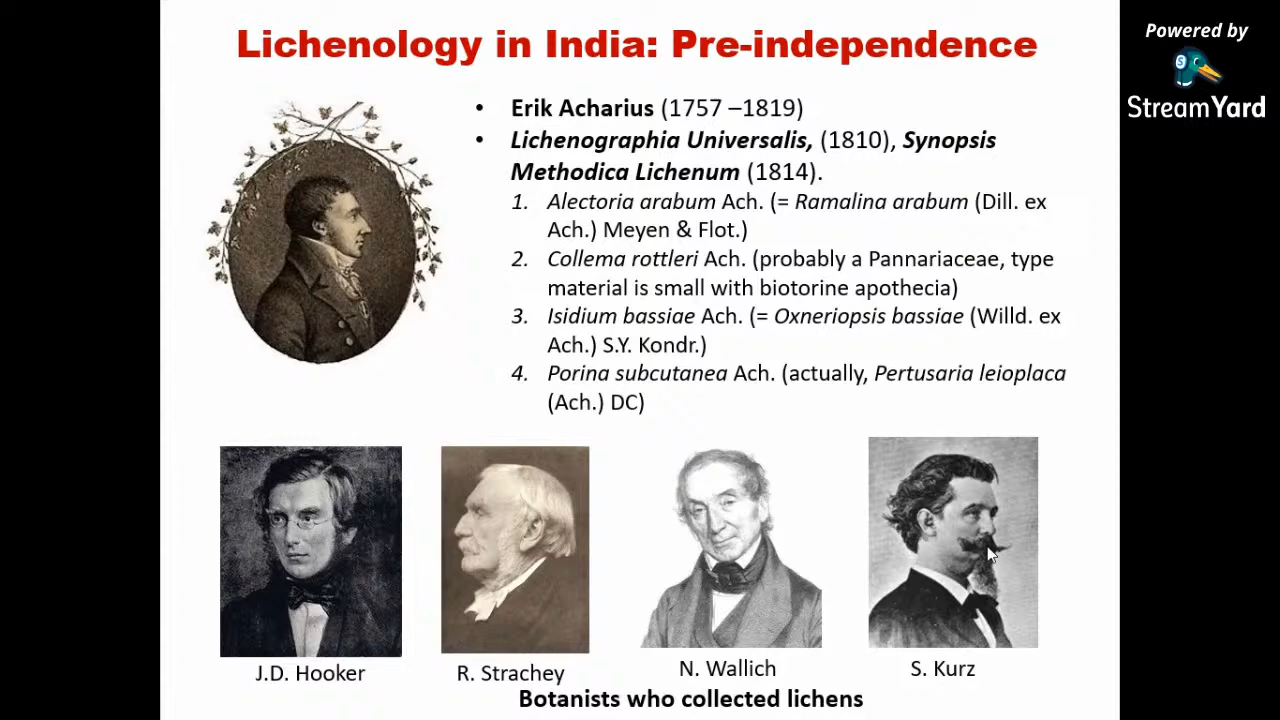 Lichenology in India: Pre-independence
Powered by
StreamYard
• Erik Acharius (1757 –1819)
• Lichenographia Universalis, (1810), Synopsis
Methodica Lichenum (1814).
1. Alectoria arabum Ach. (= Ramalina arabum (Dill. ex
Ach.) Meyen & Flot.)
2. Collema rottleri Ach. (probably a Pannariaceae, type
material is small with biotorine apothecia)
3. Isidium bassiae Ach. (= Oxneriopsis bassiae (Willd. ex
Ach.) S.Y. Kondr.)
4. Porina subcutanea Ach. (actually, Pertusaria leioplaca
(Ach.) DC)
J.D. Hooker
R. Strachey
N. Wallich
S. Kurz
Botanists who collected lichens